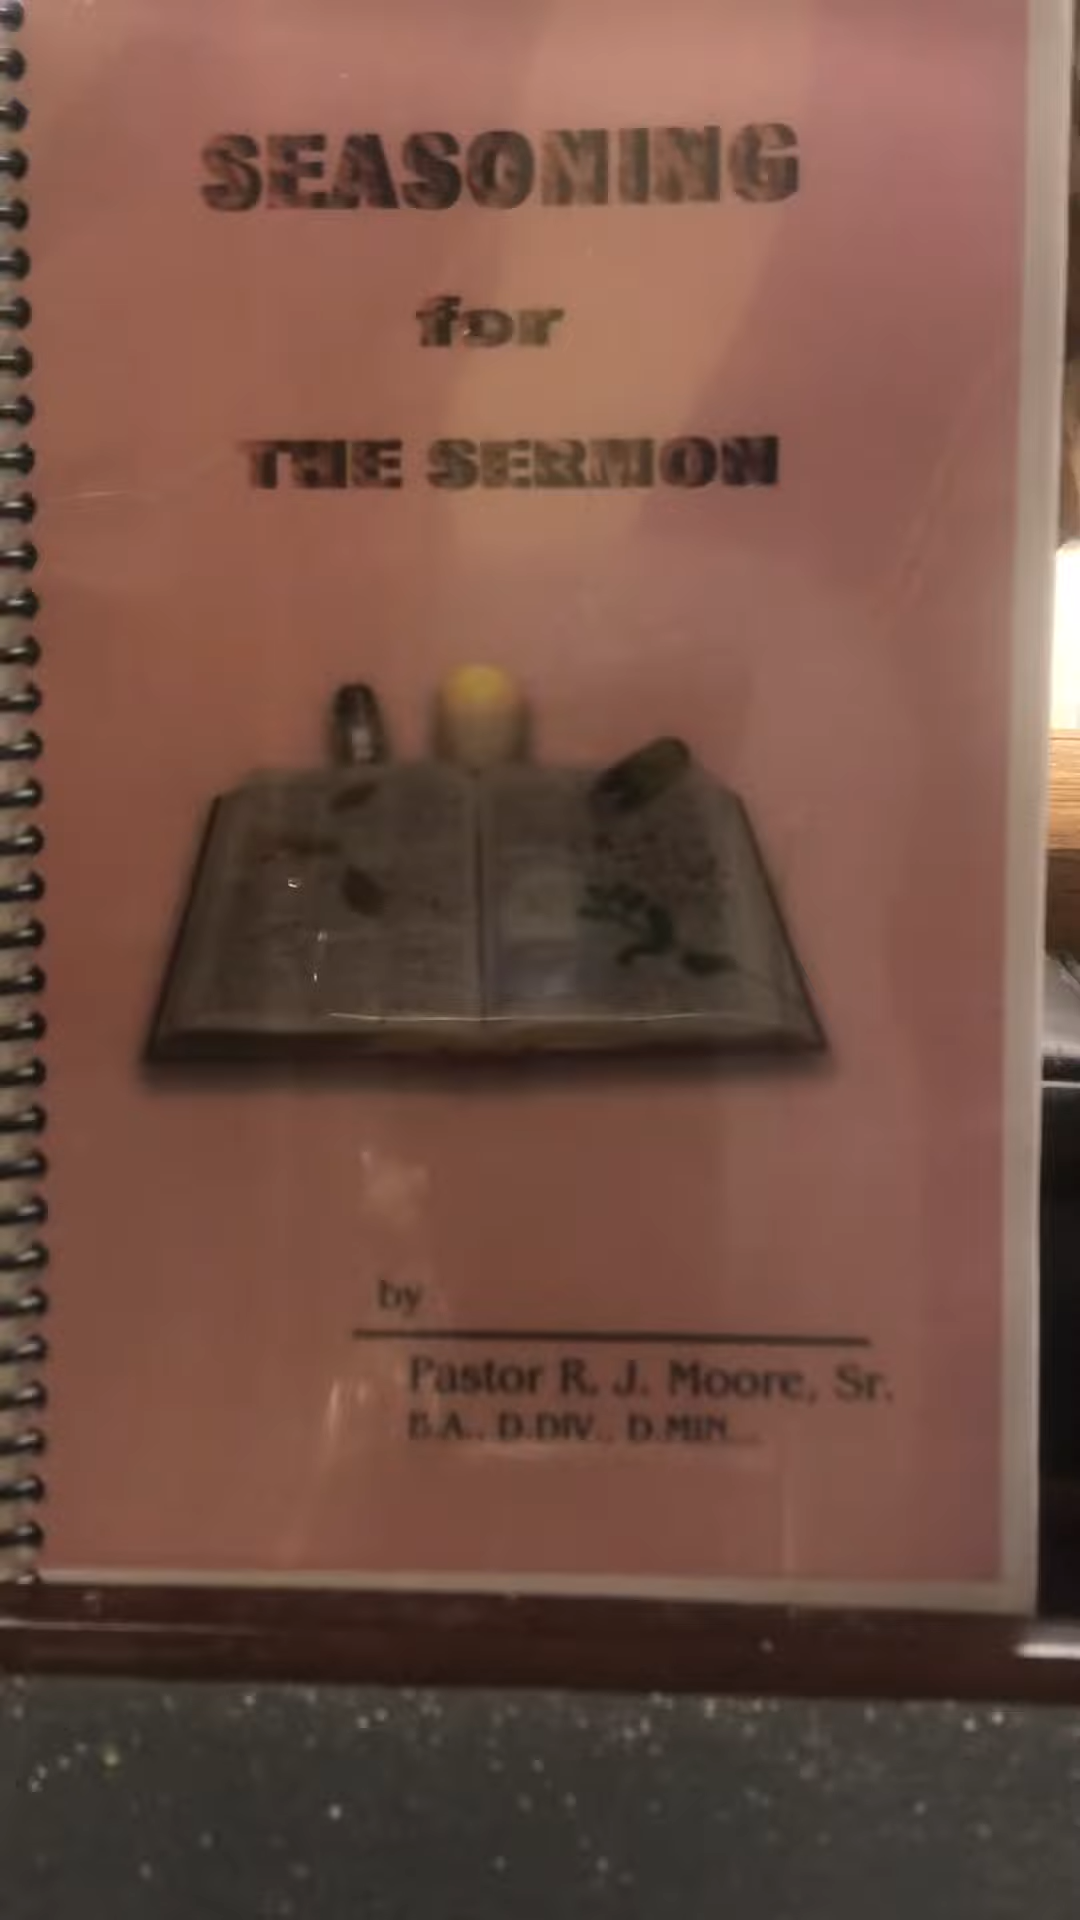 SEASONING
for
THE SERMON
by
Pastor R. J. Moore, Sr.
B.A., D.DIV., D.MIN.